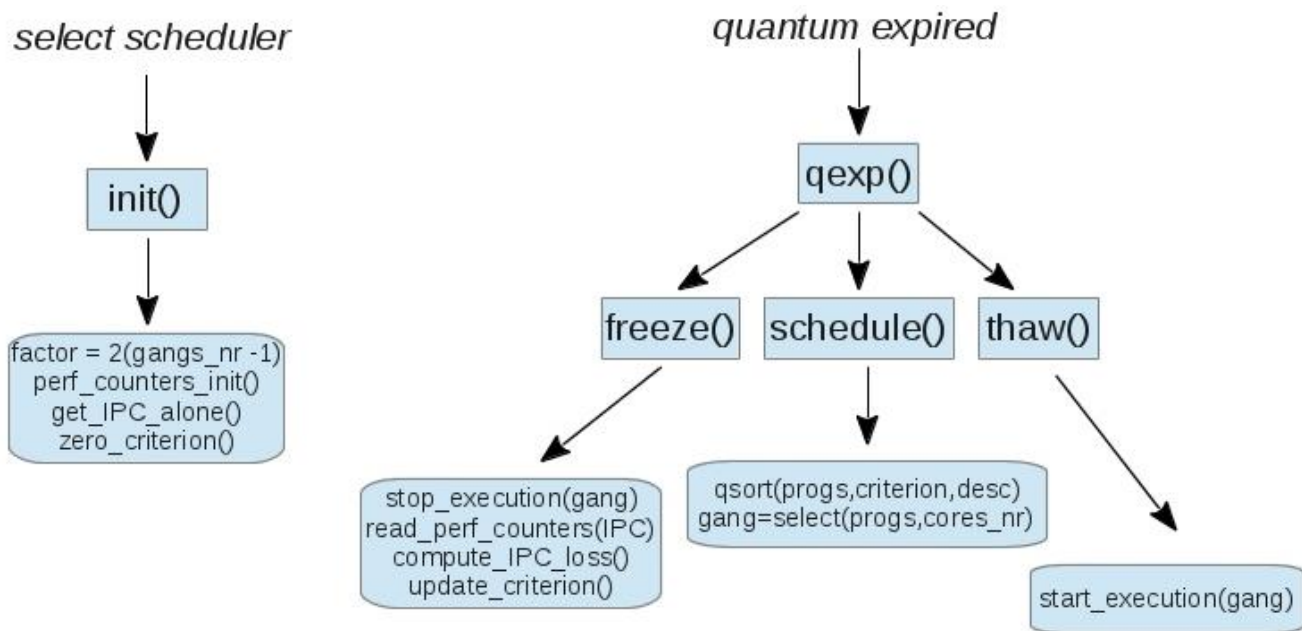 select scheduler
init()
factor = 2(gangs_nr -1)
perf_counters_init()
get_IPC_alone()
zero_criterion()
quantum expired
qexp()
freeze()
schedule()
thaw()
stop_execution(gang)
read_perf_counters(IPC)
compute_IPC_loss()
update_criterion()
qsort(progs,criterion,desc)
gang=select(progs,cores_nr)
start_execution(gang)